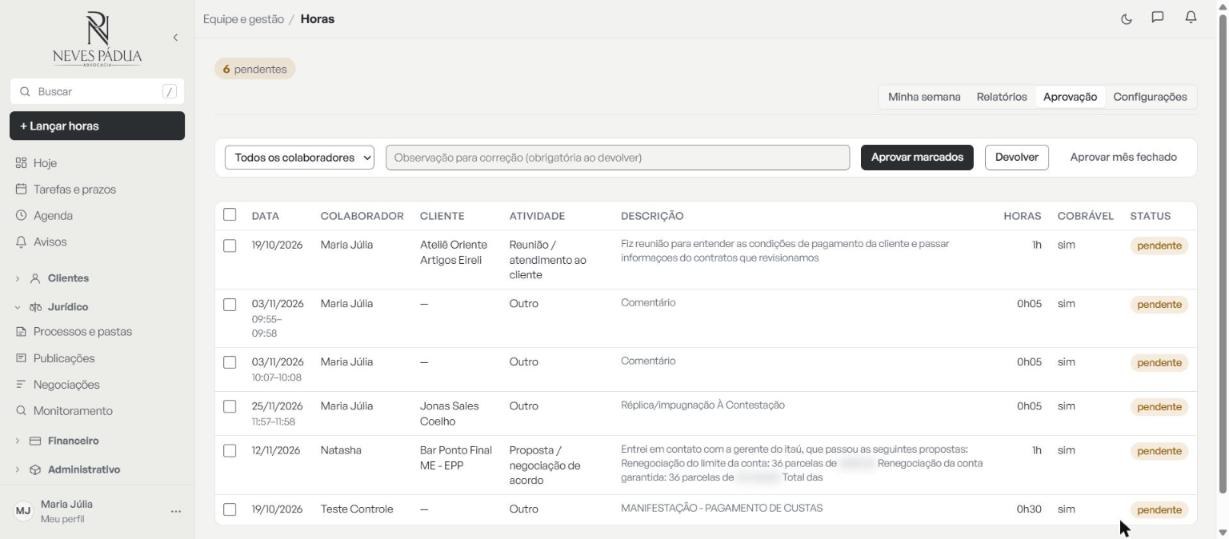 NEVES PÁDUA
ADVOCACIA
Equipe e gestão / Horas
Buscar /
+ Lançar horas
Hoje
Tarefas e prazos
Agenda
Avisos
Clientes
Jurídico
Processos e pastas
Publicações
Negociações
Monitoramento
Financeiro
Administrativo
MJ
Maria Júlia
Meu perfil
6 pendentes
Minha semana Relatórios Aprovação Configurações
Todos os colaboradores Observação para correção (obrigatória ao devolver) Aprovar marcados Devolver Aprovar mês fechado
DATA COLABORADOR CLIENTE ATIVIDADE DESCRIÇÃO HORAS COBRÁVEL STATUS
19/10/2026 Maria Júlia Ateliê Oriente Reunião / Fiz reunião para entender as condições de pagamento da cliente e passar 1h sim pendente
Artigos Eireli atendimento ao informaçoes do contratos que revisionamos
cliente
03/11/2026 Maria Júlia — Outro Comentário 0h05 sim pendente
09:55–
09:58
03/11/2026 Maria Júlia — Outro Comentário 0h05 sim pendente
10:07–10:08
25/11/2026 Maria Júlia Jonas Sales Outro Réplica/impugnação À Contestação 0h05 sim pendente
11:57–11:58 Coelho
12/11/2026 Natasha Bar Ponto Final Proposta / Entrei em contato com a gerente do itaú, que passou as seguintes propostas: 1h sim pendente
ME - EPP negociação de Renegociação do limite da conta: 36 parcelas de Renegociação da conta
acordo garantida: 36 parcelas de Total das
19/10/2026 Teste Controle — Outro MANIFESTAÇÃO - PAGAMENTO DE CUSTAS 0h30 sim pendente